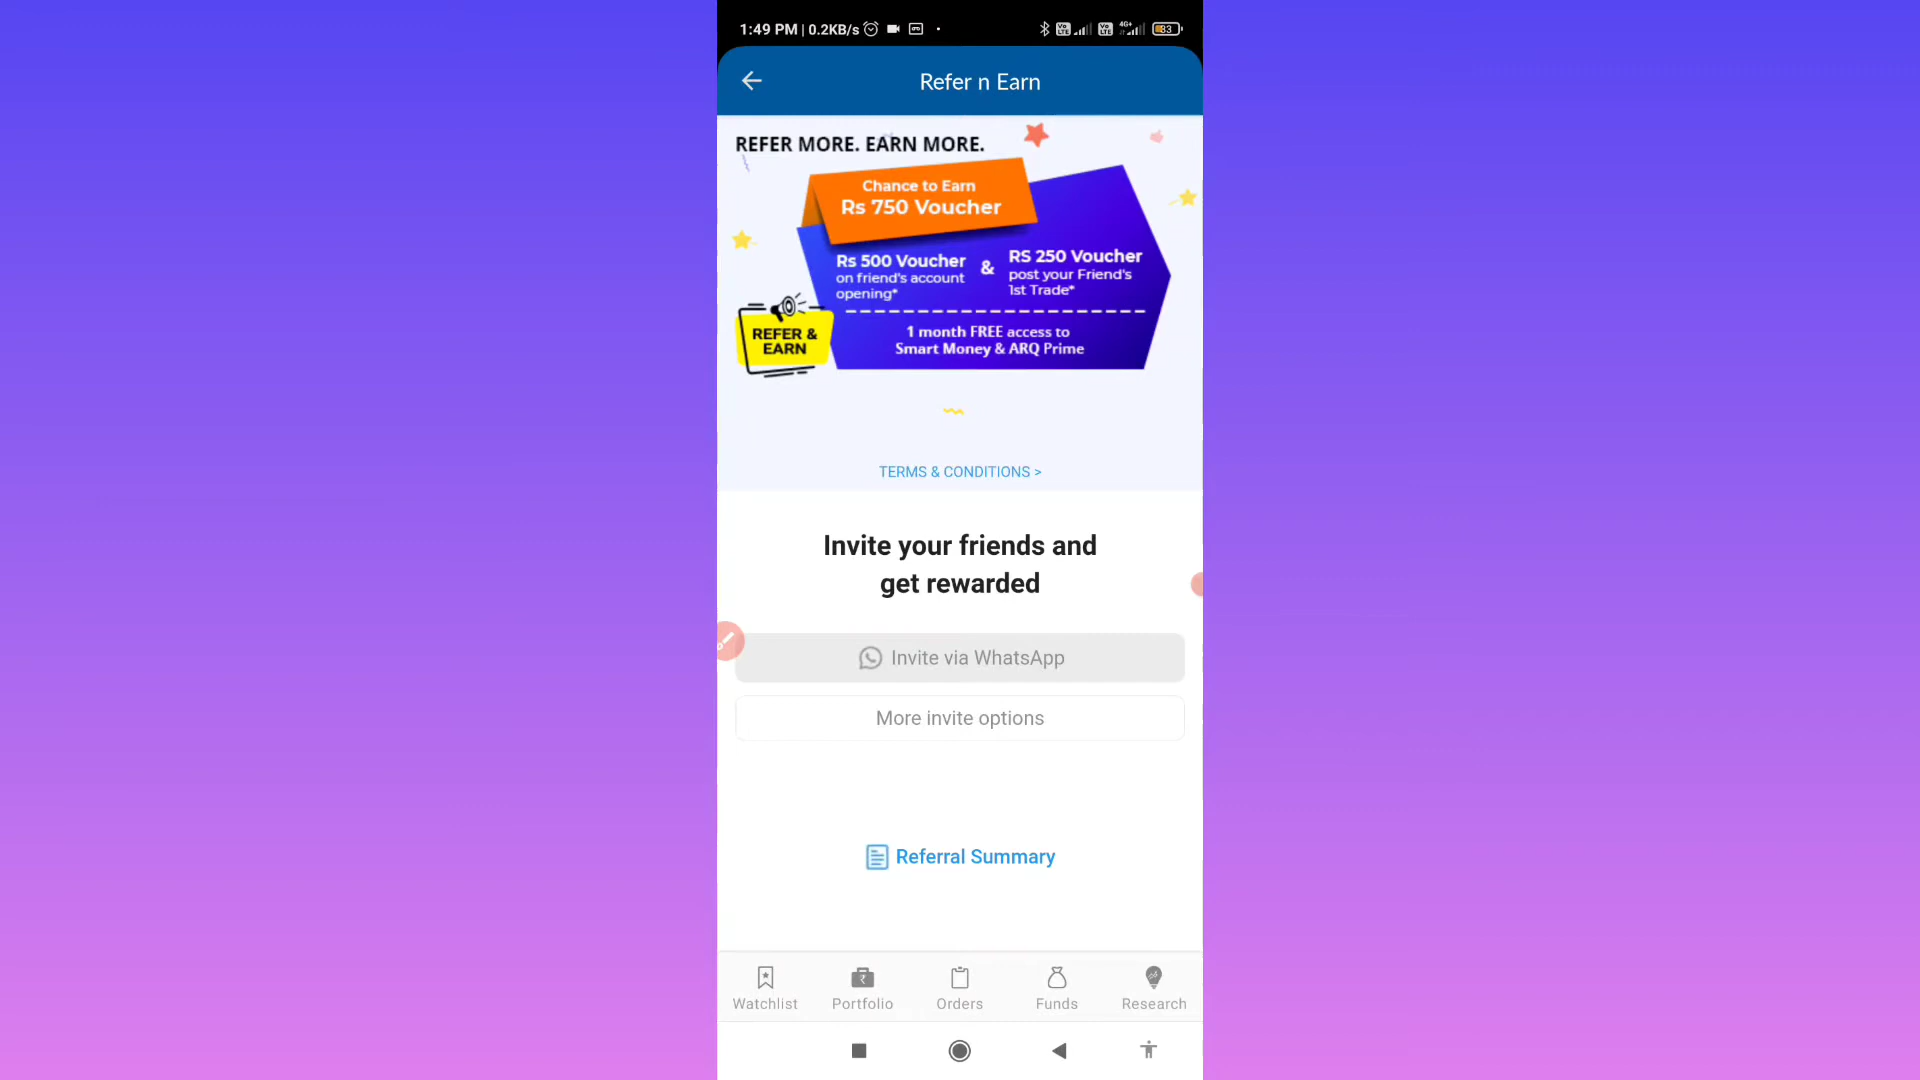 1:49 PM | 0.2KB/s
83
Refer n Earn
REFER MORE. EARN MORE.
Chance to Earn
Rs 750 Voucher
Rs 500 Voucher
on friend's account
opening*
&
RS 250 Voucher
post your Friend's
1st Trade*
REFER &
EARN
1 month FREE access to
Smart Money & ARQ Prime
TERMS & CONDITIONS >
Invite your friends and
get rewarded
Invite via WhatsApp
More invite options
Referral Summary
Watchlist
Portfolio
Orders
Funds
Research